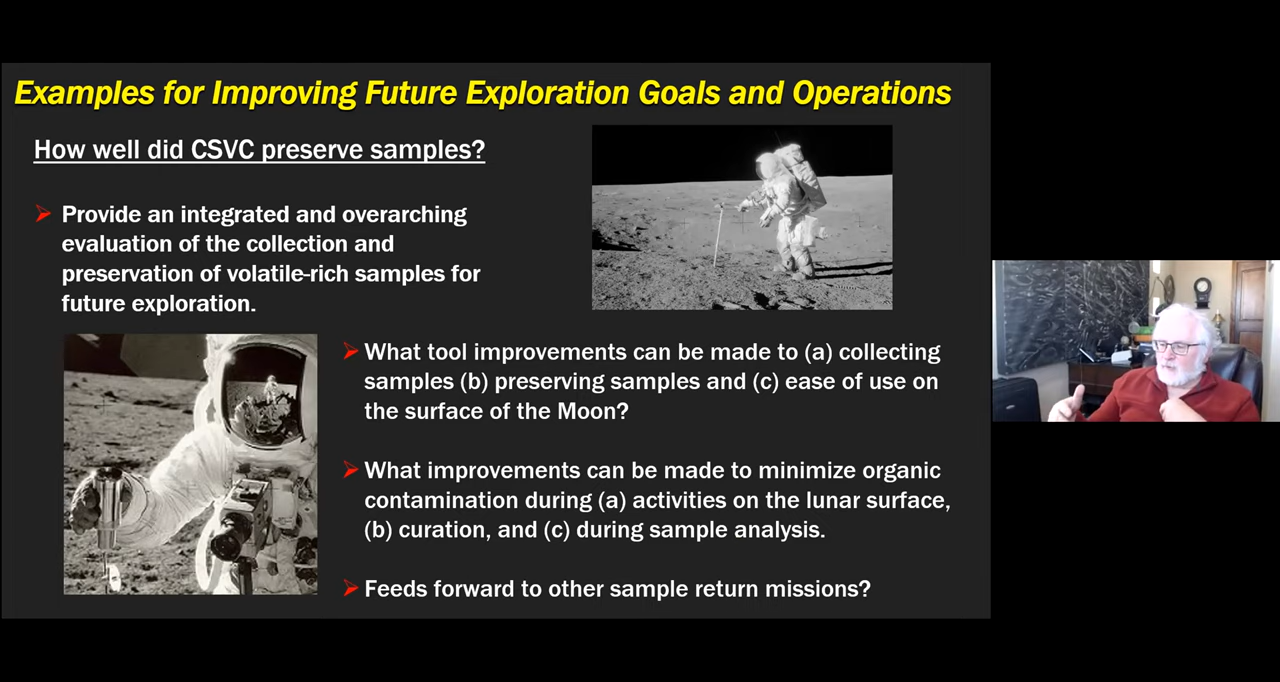 Examples for Improving Future Exploration Goals and Operations
How well did CSVC preserve samples?
Provide an integrated and overarching
evaluation of the collection and
preservation of volatile-rich samples for
future exploration.
What tool improvements can be made to (a) collecting
samples (b) preserving samples and (c) ease of use on
the surface of the Moon?
What improvements can be made to minimize organic
contamination during (a) activities on the lunar surface,
(b) curation, and (c) during sample analysis.
Feeds forward to other sample return missions?